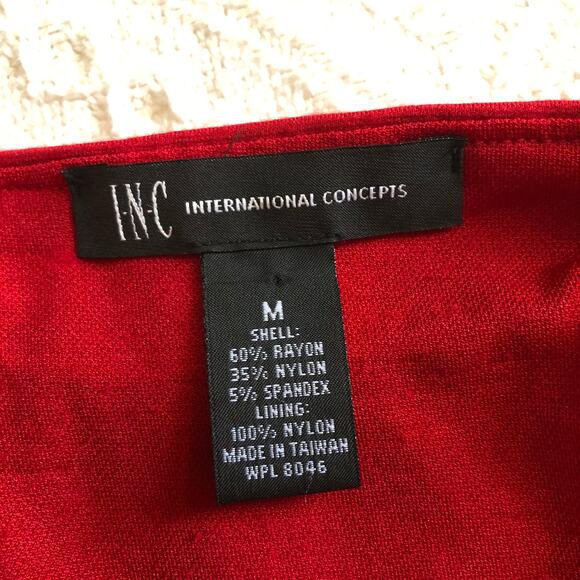 I·N·C INTERNATIONAL CONCEPTS
M
SHELL:
60% RAYON
35% NYLON
5% SPANDEX
LINING:
100% NYLON
MADE IN TAIWAN
WPL 8046